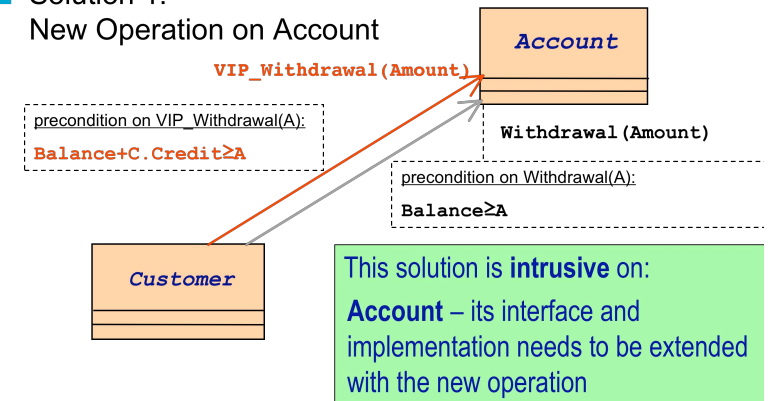 Solution 1:
New Operation on Account
Account
VIP_Withdrawal(Amount)
precondition on VIP_Withdrawal(A):
Balance+C.Credit≥A
Withdrawal(Amount)
precondition on Withdrawal(A):
Balance≥A
Customer
This solution is intrusive on:
Account – its interface and
implementation needs to be extended
with the new operation